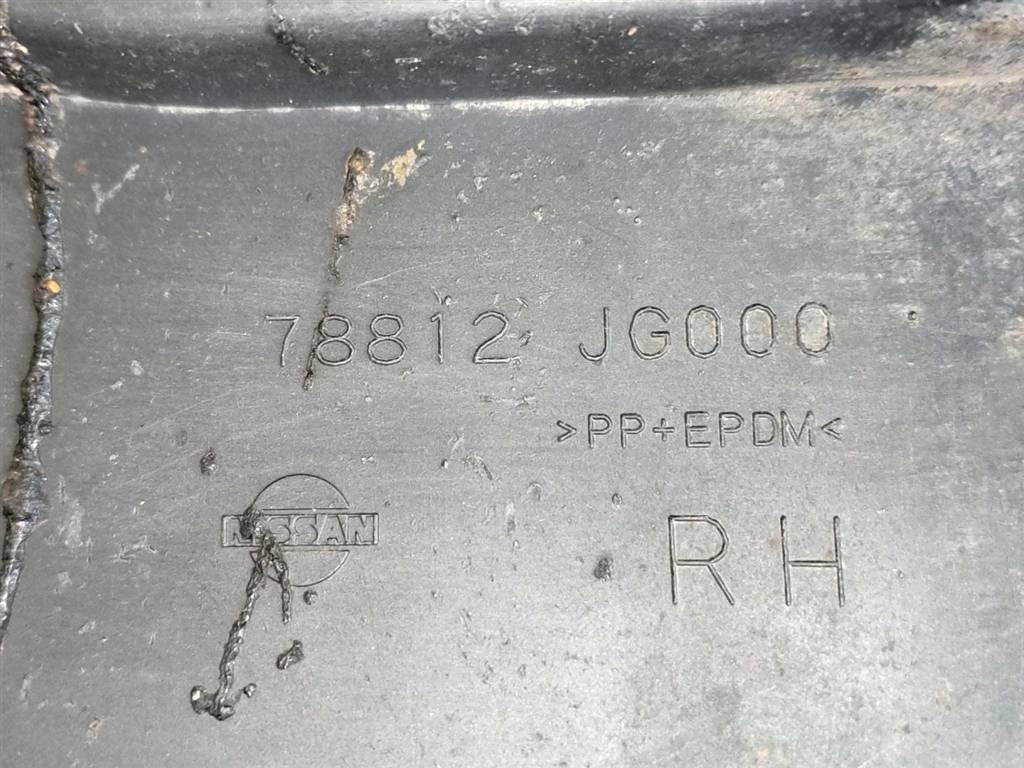 78812 JG000
>PP+EPDM<
NISSAN
RH